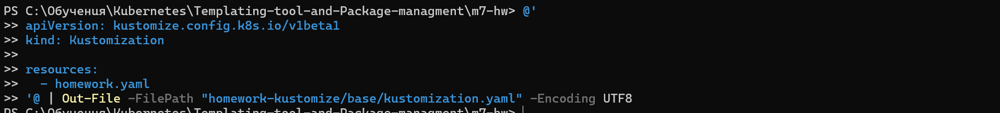 PS C:\Обучения\Kubernetes\Templating-tool-and-Package-managment\m7-hw> @'
>> apiVersion: kustomize.config.k8s.io/v1beta1
>> kind: Kustomization
>>
>> resources:
>>   - homework.yaml
>> '@ | Out-File -FilePath "homework-kustomize/base/kustomization.yaml" -Encoding UTF8
PS C:\Обучения\Kubernetes\Templating-tool-and-Package-managment\m7-hw>